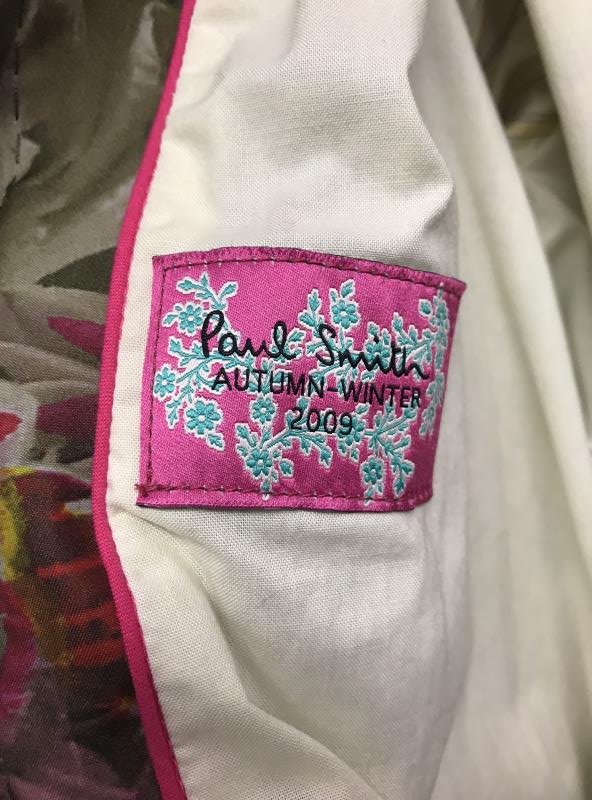 Paul Smith
AUTUMN-WINTER
2009